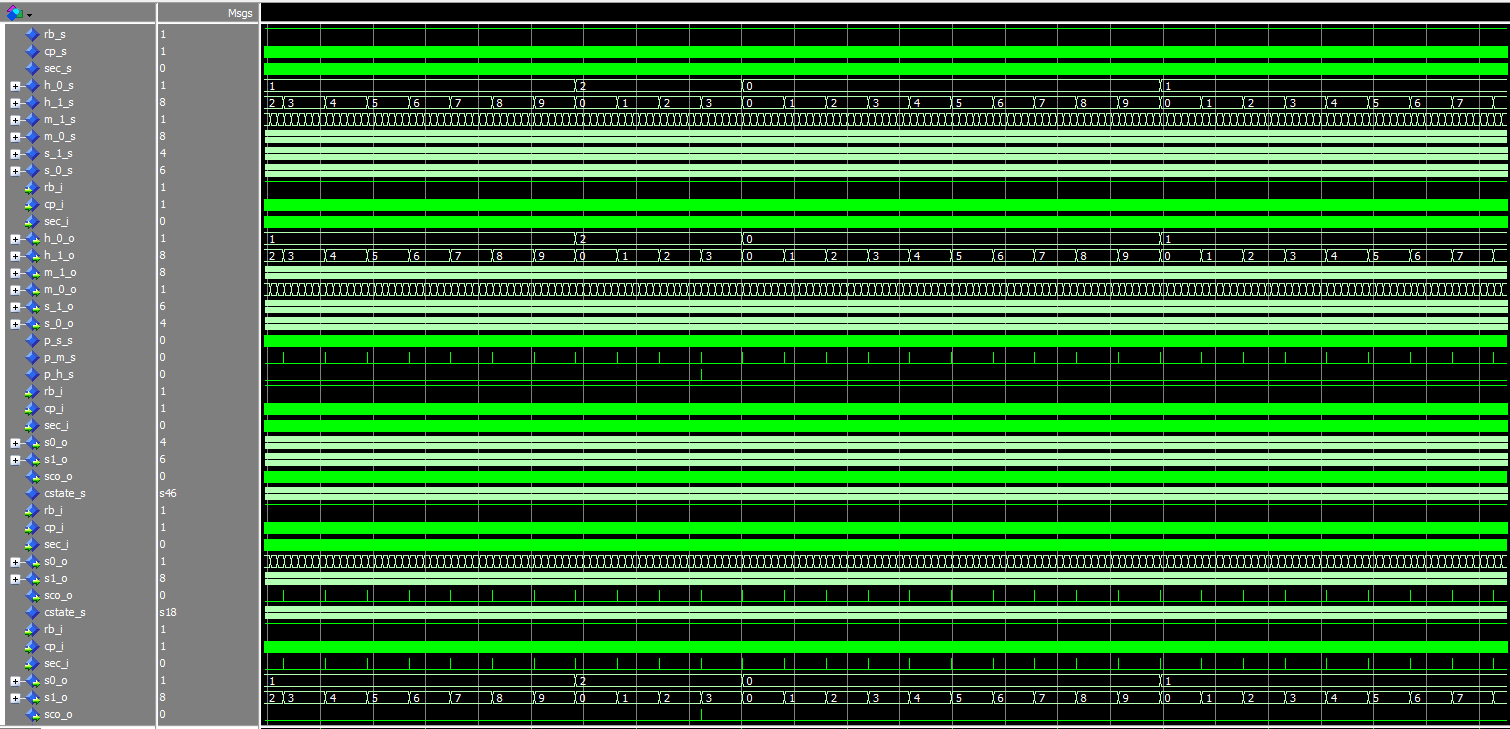 Msgs
rb_s 1
cp_s 1
sec_s 0
h_0_s 1 1 2 0 1
h_1_s 8 2 3 4 5 6 7 8 9 0 1 2 3 0 1 2 3 4 5 6 7 8 9 0 1 2 3 4 5 6 7
m_1_s 1
m_0_s 8
s_1_s 4
s_0_s 6
rb_i 1
cp_i 1
sec_i 0
h_0_o 1 1 2 0 1
h_1_o 8 2 3 4 5 6 7 8 9 0 1 2 3 0 1 2 3 4 5 6 7 8 9 0 1 2 3 4 5 6 7
m_1_o 8
m_0_o 1
s_1_o 6
s_0_o 4
p_s_s 0
p_m_s 0
p_h_s 0
rb_i 1
cp_i 1
sec_i 0
s0_o 4
s1_o 6
sco_o 0
cstate_s s46
rb_i 1
cp_i 1
sec_i 0
s0_o 1
s1_o 8
sco_o 0
cstate_s s18
rb_i 1
cp_i 1
sec_i 0
s0_o 1 1 2 0 1
s1_o 8 2 3 4 5 6 7 8 9 0 1 2 3 0 1 2 3 4 5 6 7 8 9 0 1 2 3 4 5 6 7
sco_o 0